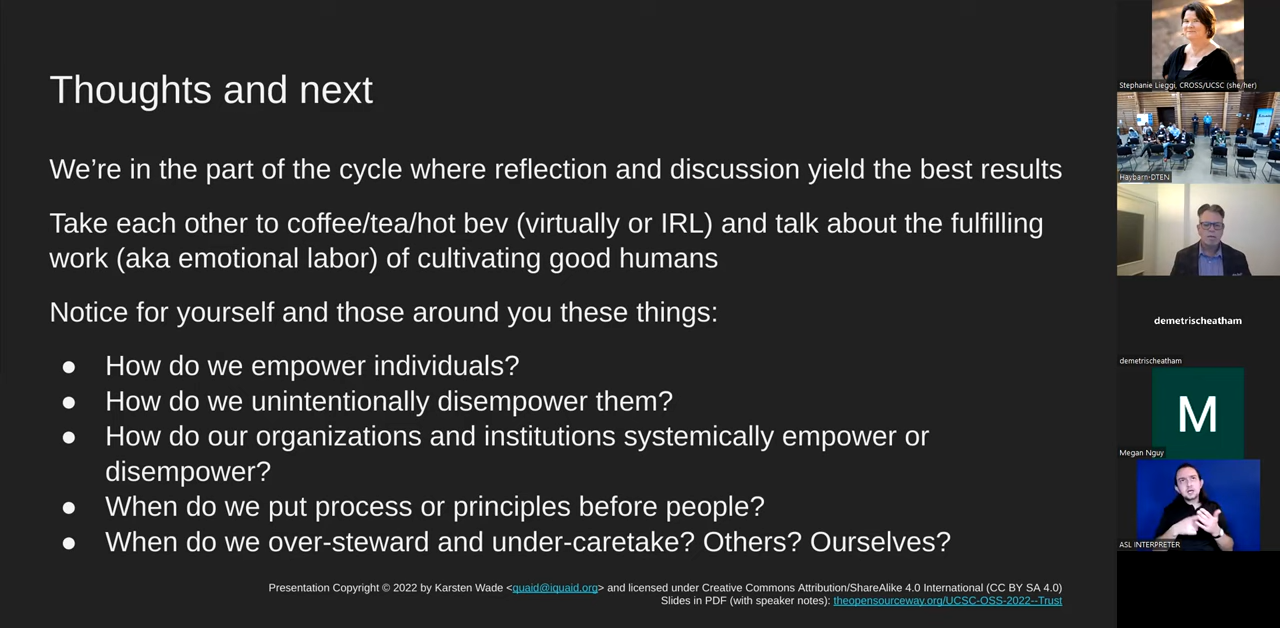 Thoughts and next
We’re in the part of the cycle where reflection and discussion yield the best results
Take each other to coffee/tea/hot bev (virtually or IRL) and talk about the fulfilling
work (aka emotional labor) of cultivating good humans
Notice for yourself and those around you these things:
● How do we empower individuals?
● How do we unintentionally disempower them?
● How do our organizations and institutions systemically empower or
disempower?
● When do we put process or principles before people?
● When do we over-steward and under-caretake? Others? Ourselves?
Presentation Copyright © 2022 by Karsten Wade <quaid@iquaid.org> and licensed under Creative Commons Attribution/ShareAlike 4.0 International (CC BY SA 4.0)
Slides in PDF (with speaker notes): theopensourceway.org/UCSC-OSS-2022--Trust
Stephanie Lieggi, CROSS/UCSC (she/her)
Haybarn-DTEN
demetrischeatham
demetrischeatham
M
Megan Nguy
ASL INTERPRETER